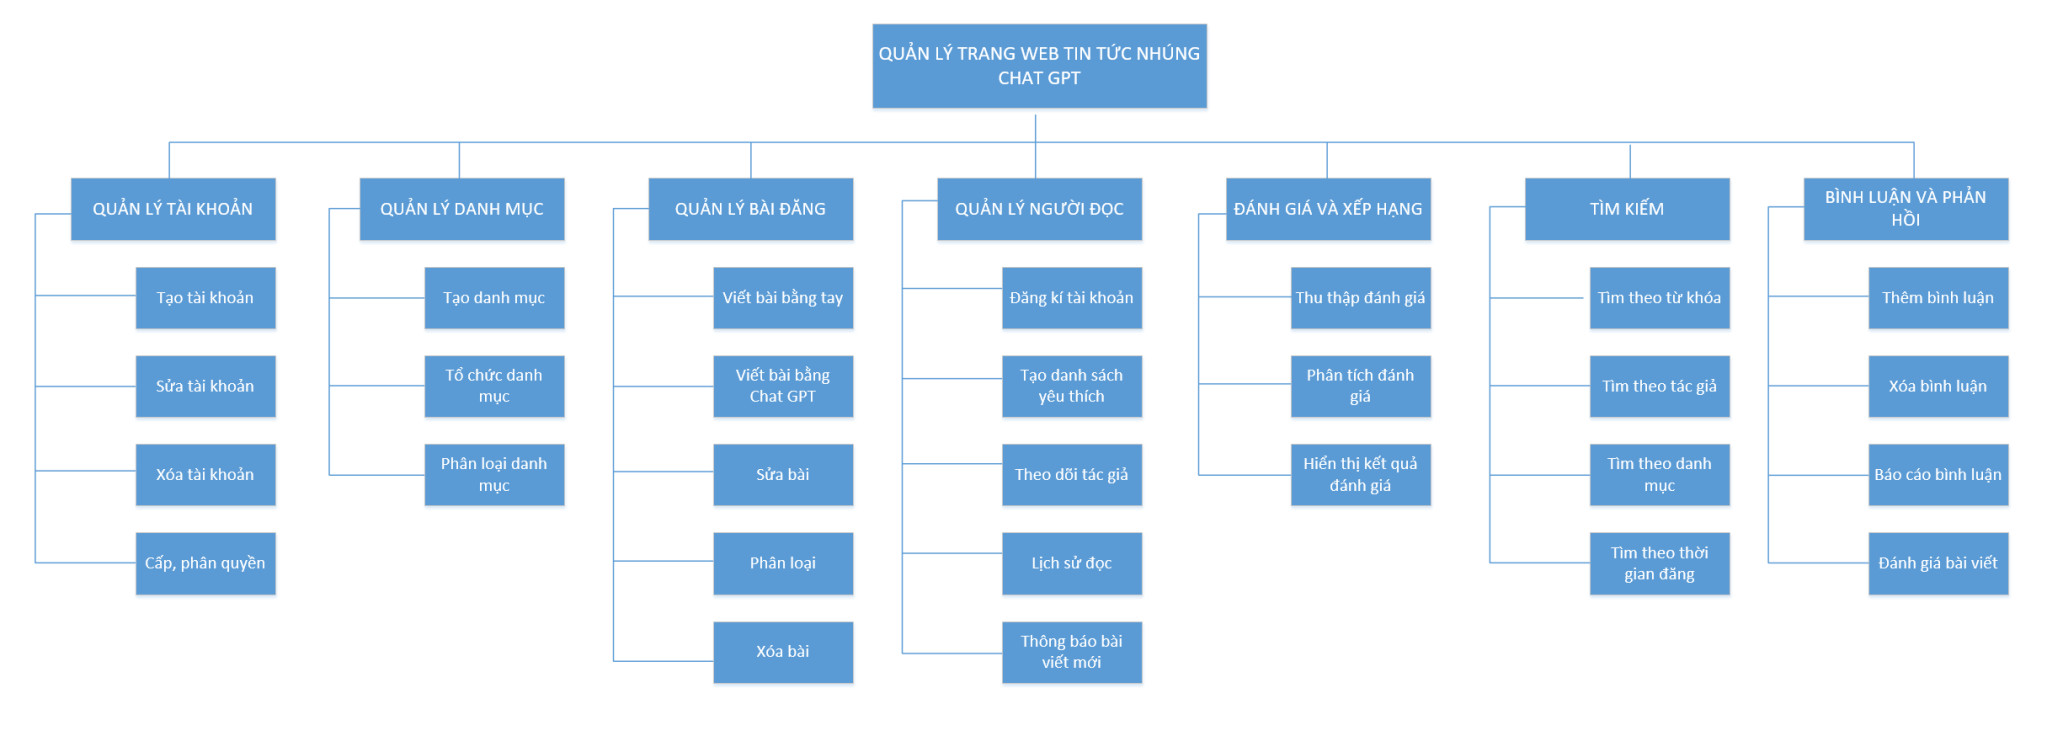 QUẢN LÝ TRANG WEB TIN TỨC NHÚNG
CHAT GPT
QUẢN LÝ TÀI KHOẢN
Tạo tài khoản
Sửa tài khoản
Xóa tài khoản
Cấp, phân quyền
QUẢN LÝ DANH MỤC
Tạo danh mục
Tổ chức danh
mục
Phân loại danh
mục
QUẢN LÝ BÀI ĐĂNG
Viết bài bằng tay
Viết bài bằng
Chat GPT
Sửa bài
Phân loại
Xóa bài
QUẢN LÝ NGƯỜI ĐỌC
Đăng kí tài khoản
Tạo danh sách
yêu thích
Theo dõi tác giả
Lịch sử đọc
Thông báo bài
viết mới
ĐÁNH GIÁ VÀ XẾP HẠNG
Thu thập đánh giá
Phân tích đánh
giá
Hiển thị kết quả
đánh giá
TÌM KIẾM
Tìm theo từ khóa
Tìm theo tác giả
Tìm theo danh
mục
Tìm theo thời
gian đăng
BÌNH LUẬN VÀ PHẢN
HỒI
Thêm bình luận
Xóa bình luận
Báo cáo bình luận
Đánh giá bài viết